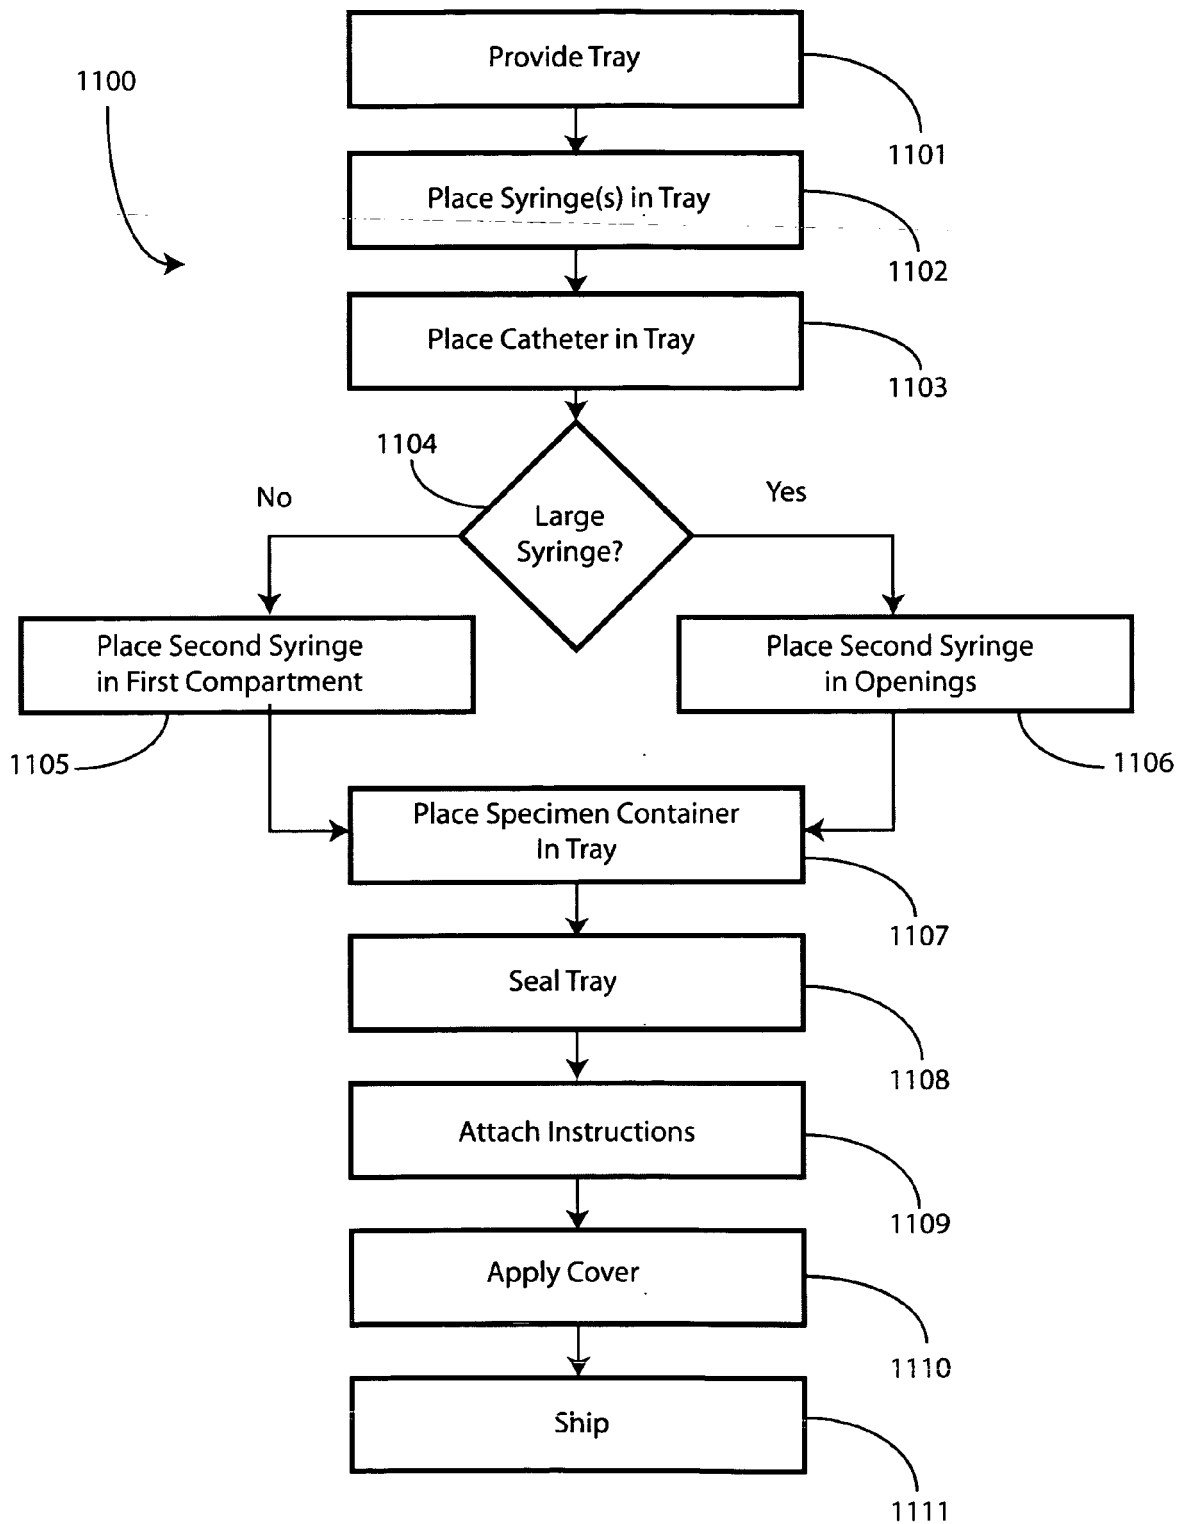 Provide Tray
1100
1101
Place Syringe(s) in Tray
1102
Place Catheter in Tray
1103
1104
No
Yes
Large
Syringe?
Place Second Syringe
in First Compartment
Place Second Syringe
in Openings
1105
1106
Place Specimen Container
In Tray
1107
Seal Tray
1108
Attach Instructions
1109
Apply Cover
1110
Ship
1111